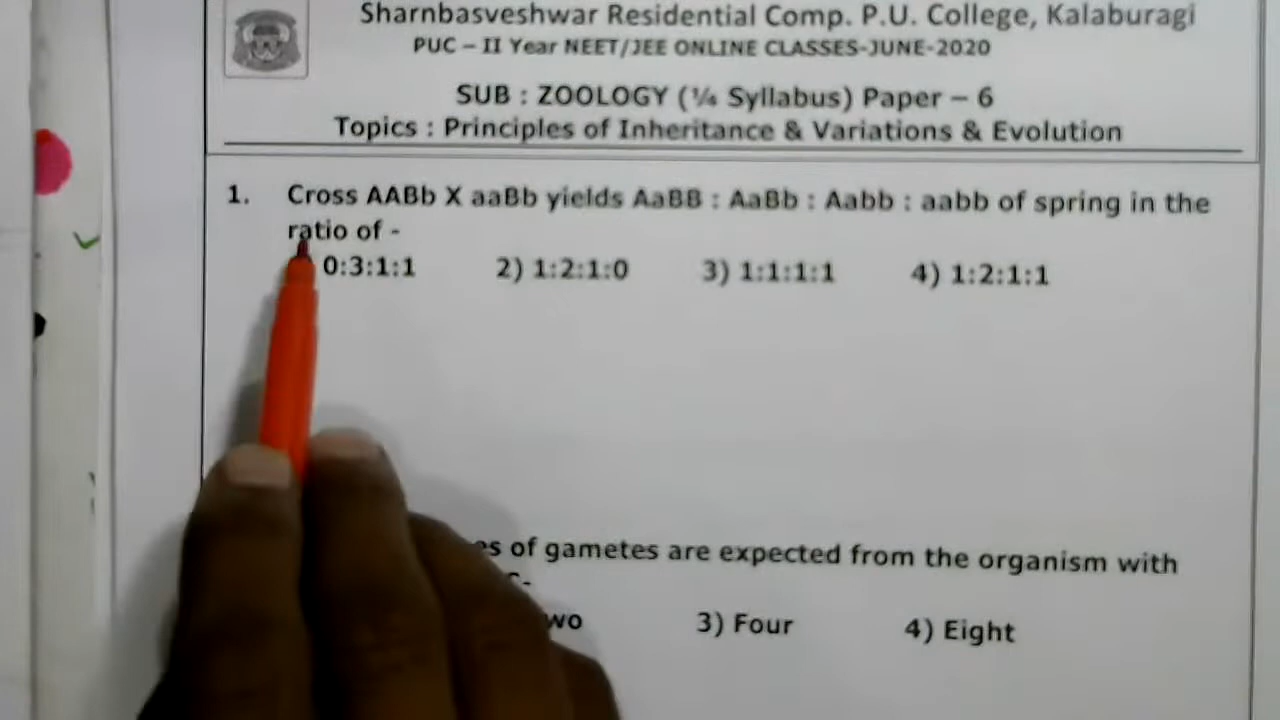 Sharnbasveshwar Residential Comp. P.U. College, Kalaburagi
PUC – II Year NEET/JEE ONLINE CLASSES-JUNE-2020
SUB : ZOOLOGY (¼ Syllabus) Paper – 6
Topics : Principles of Inheritance & Variations & Evolution
1. Cross AABb X aaBb yields AaBB : AaBb : Aabb : aabb of spring in the
ratio of -
0:3:1:1 2) 1:2:1:0 3) 1:1:1:1 4) 1:2:1:1
of gametes are expected from the organism with
3) Four 4) Eight